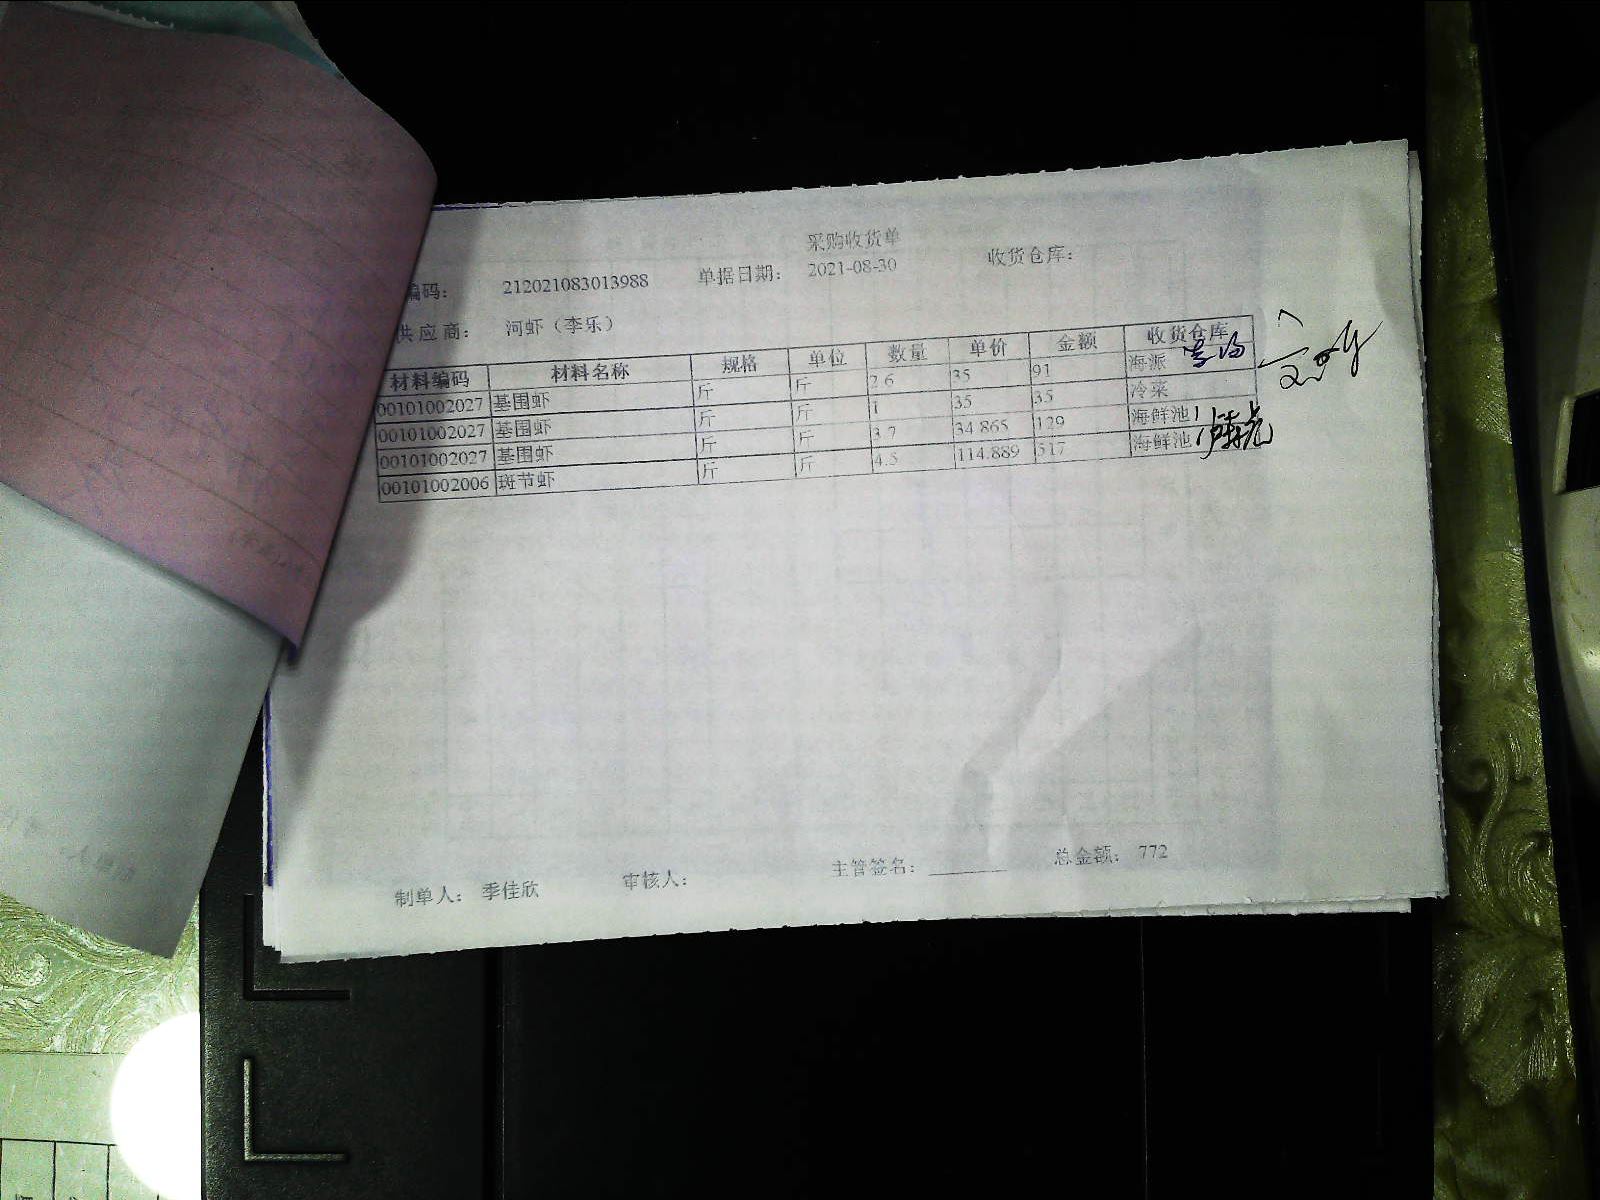 采购收货单
编码： 212021083013988 单据日期： 2021-08-30 收货仓库：
供应商： 河虾（李乐）
材料编码 材料名称 规格 单位 数量 单价 金额 收货仓库
00101002027 基围虾 斤 斤 2.6 35 91 海派
00101002027 基围虾 斤 斤 1 35 35 冷菜
00101002027 基围虾 斤 斤 3.7 34.865 129 海鲜池
00101002006 斑节虾 斤 斤 4.5 114.889 517 海鲜池
制单人： 季佳欣 审核人： 主管签名： 总金额： 772